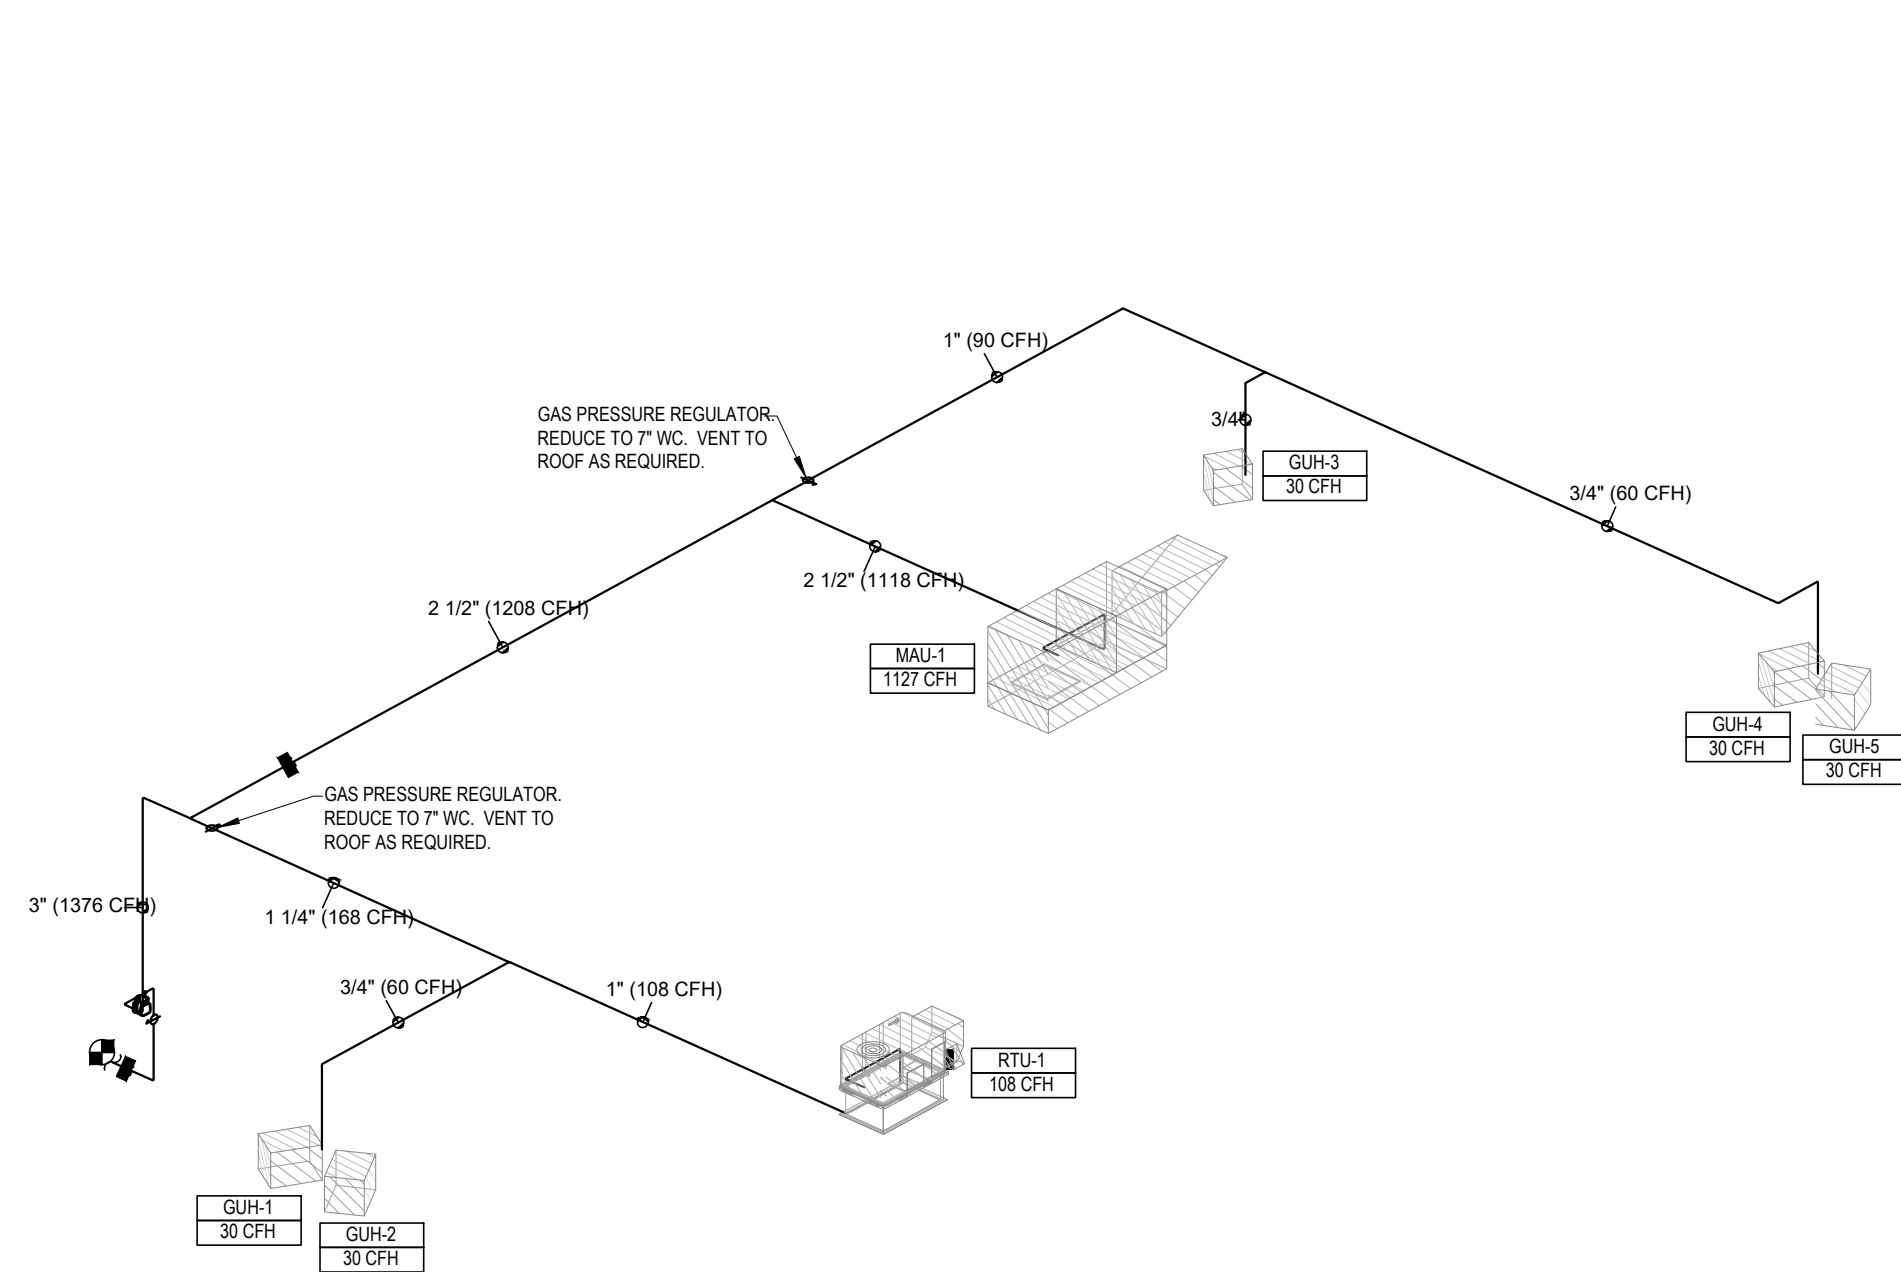 1" (90 CFH)
GAS PRESSURE REGULATOR.
REDUCE TO 7" WC. VENT TO
ROOF AS REQUIRED.
3/4"
GUH-3
30 CFH
3/4" (60 CFH)
2 1/2" (1118 CFH)
2 1/2" (1208 CFH)
MAU-1
1127 CFH
GUH-4
30 CFH
GUH-5
30 CFH
GAS PRESSURE REGULATOR.
REDUCE TO 7" WC. VENT TO
ROOF AS REQUIRED.
3" (1376 CFH)
1 1/4" (168 CFH)
3/4" (60 CFH)
1" (108 CFH)
RTU-1
108 CFH
GUH-1
30 CFH
GUH-2
30 CFH